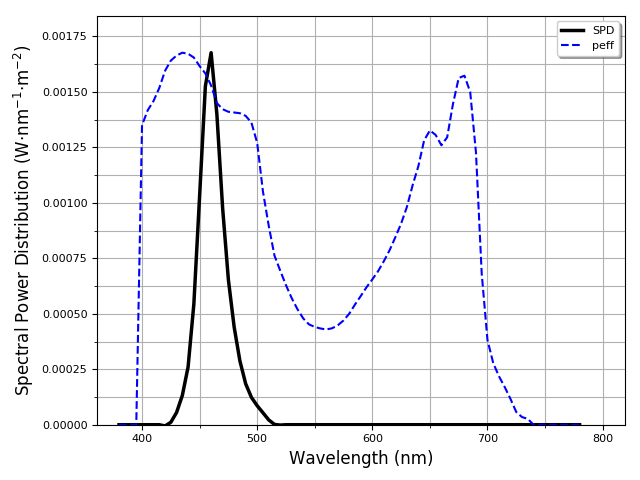 Spectral Power Distribution (W·nm⁻¹·m⁻²)
0.00175
0.00150
0.00125
0.00100
0.00075
0.00050
0.00025
0.00000
SPD
peff
400 500 600 700 800
Wavelength (nm)